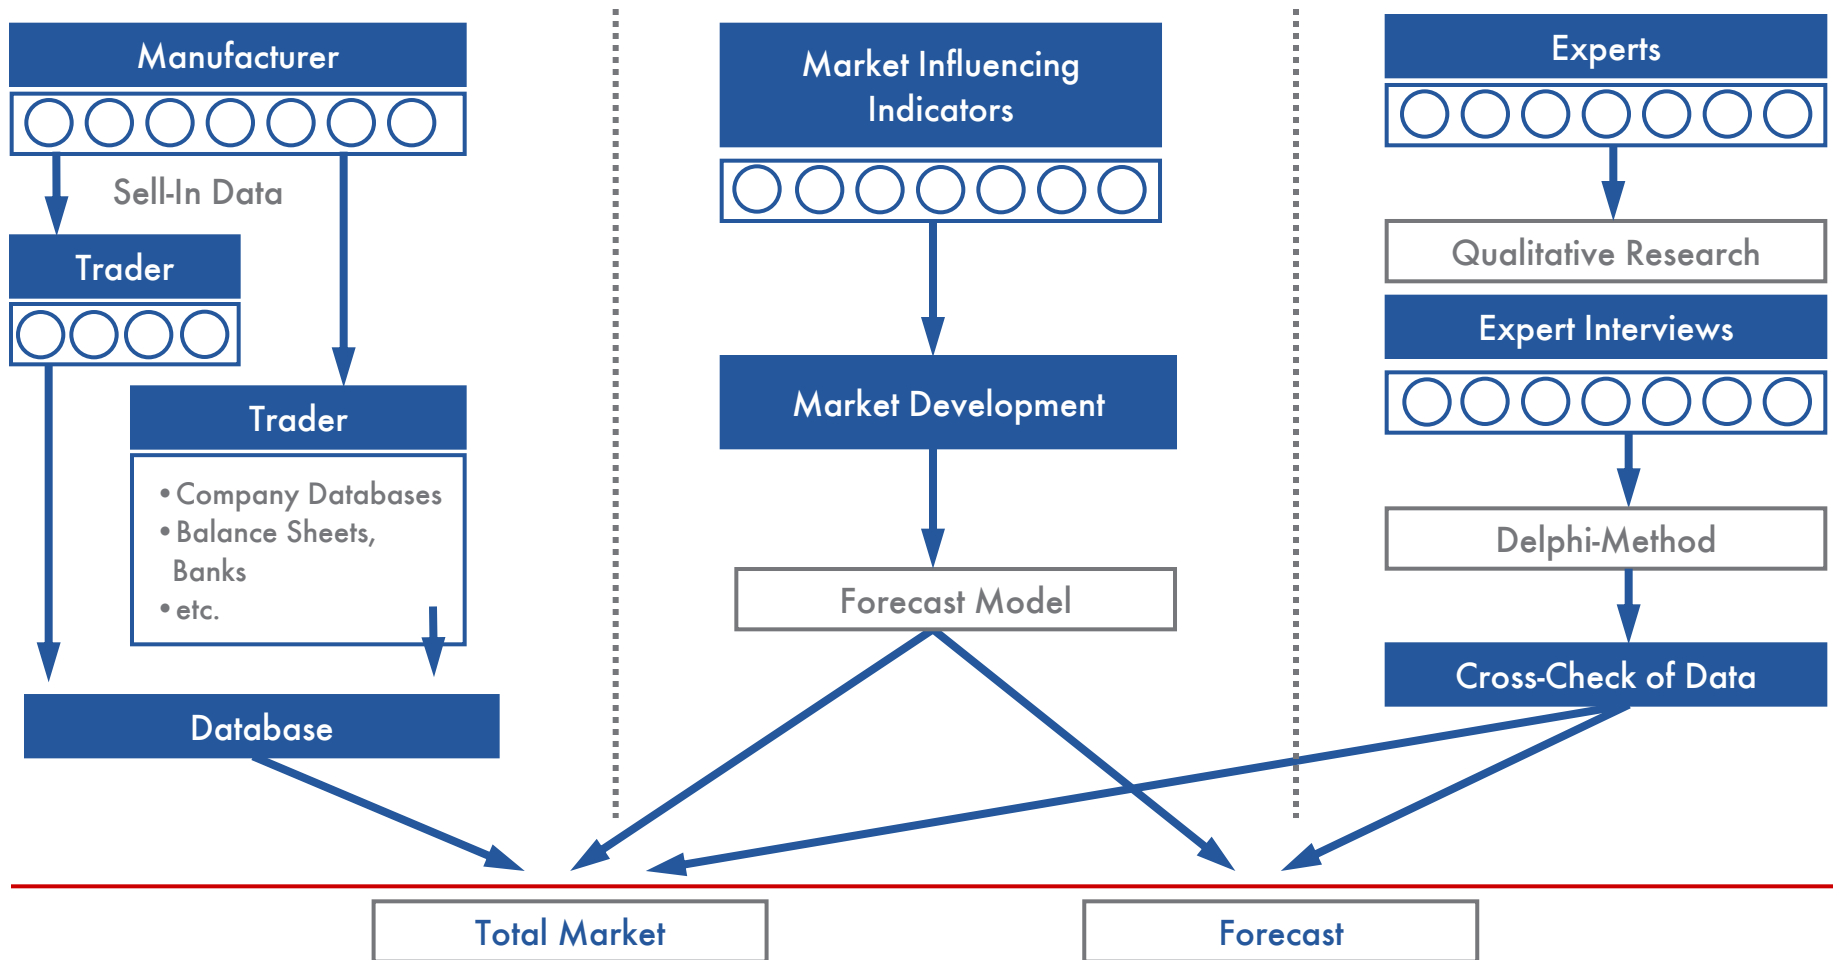 Manufacturer
Sell-In Data
Trader
Trader
•Company Databases
•Balance Sheets,
Banks
•etc.
Database
Market Influencing
Indicators
Market Development
Forecast Model
Experts
Qualitative Research
Expert Interviews
Delphi-Method
Cross-Check of Data
Total Market
Forecast